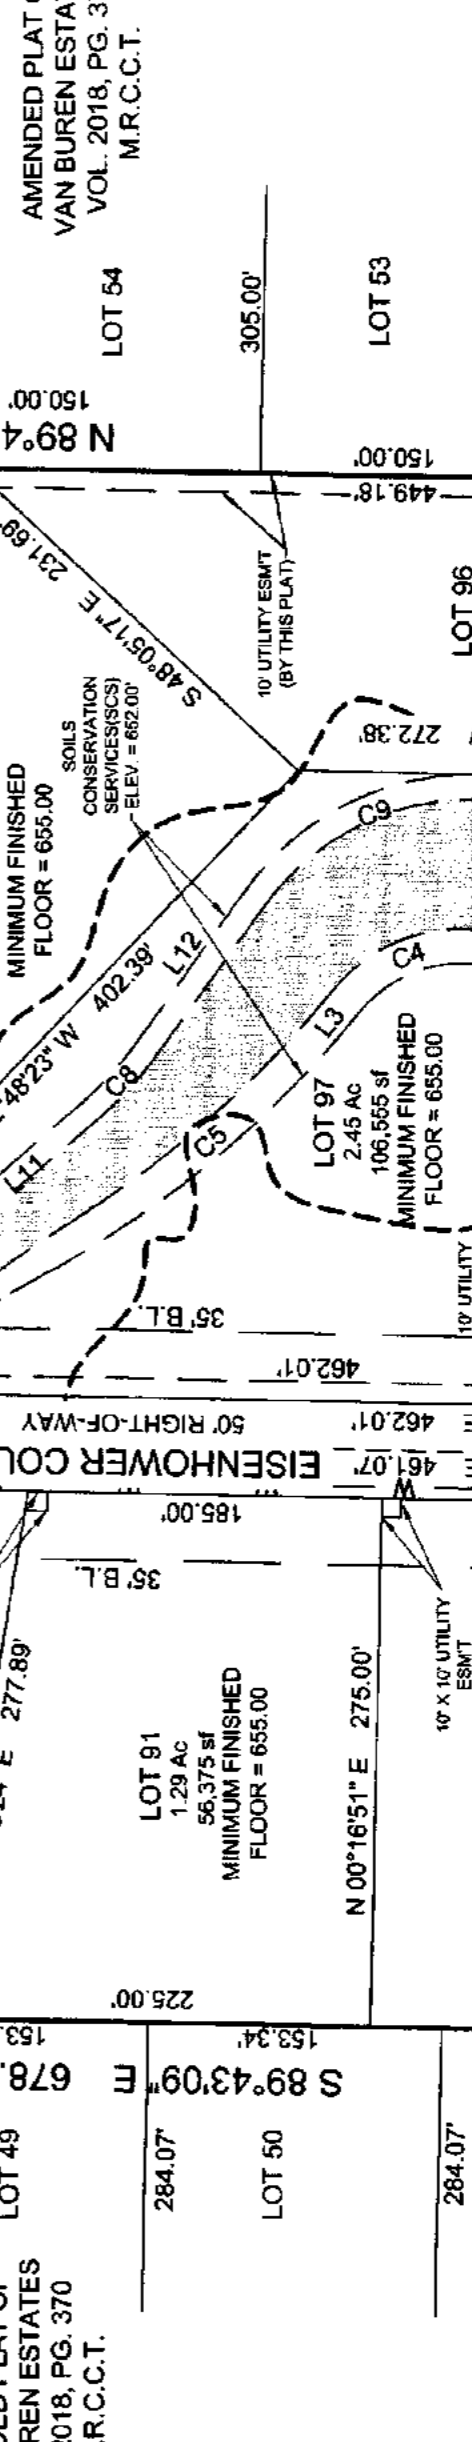 AMENDED PLAT
VAN BUREN
VOL. 2018, PG.
M.R.C.C.T.
LOT 54
305.00'
LOT 53
150.00'
N 89°4
150.00'
449.18'
231.69'
S 48°05'17" E
10' UTILITY ESM'T
(BY THIS PLAT)
LOT 96
SOILS
CONSERVATION
SERVICES(SCS)
ELEV. = 652.00'
272.38'
MINIMUM FINISHED
FLOOR = 655.00
C9
402.39'
L12
48'23" W
C8
C4
L3
L11
C5
LOT 97
2.45 Ac
106,555 sf
MINIMUM FINISHED
FLOOR = 655.00
10' UTILITY
35' B.L.
462.01'
50' RIGHT-OF-WAY
462.01'
EISENHOWER
461.07'
W
185.00'
35' B.L.
10' X 10' UTILITY
ESM'T
E 277.89'
LOT 91
1.29 Ac
56,375 sf
MINIMUM FINISHED
FLOOR = 655.00
N 00°16'51" E 275.00'
225.00'
153.
153.34'
S 89°43'09" E 678.
LOT 49
284.07'
LOT 50
284.07'
PLAT OF
ESTATES
2018, PG. 370
R.C.C.T.